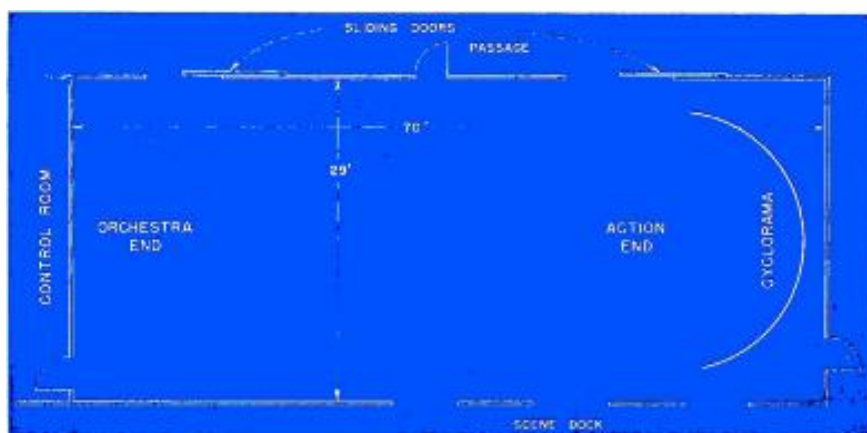 SLIDING DOORS
PASSAGE
70'
29'
CONTROL ROOM
ORCHESTRA
END
ACTION
END
CYCLORAMA
SCENE DOCK